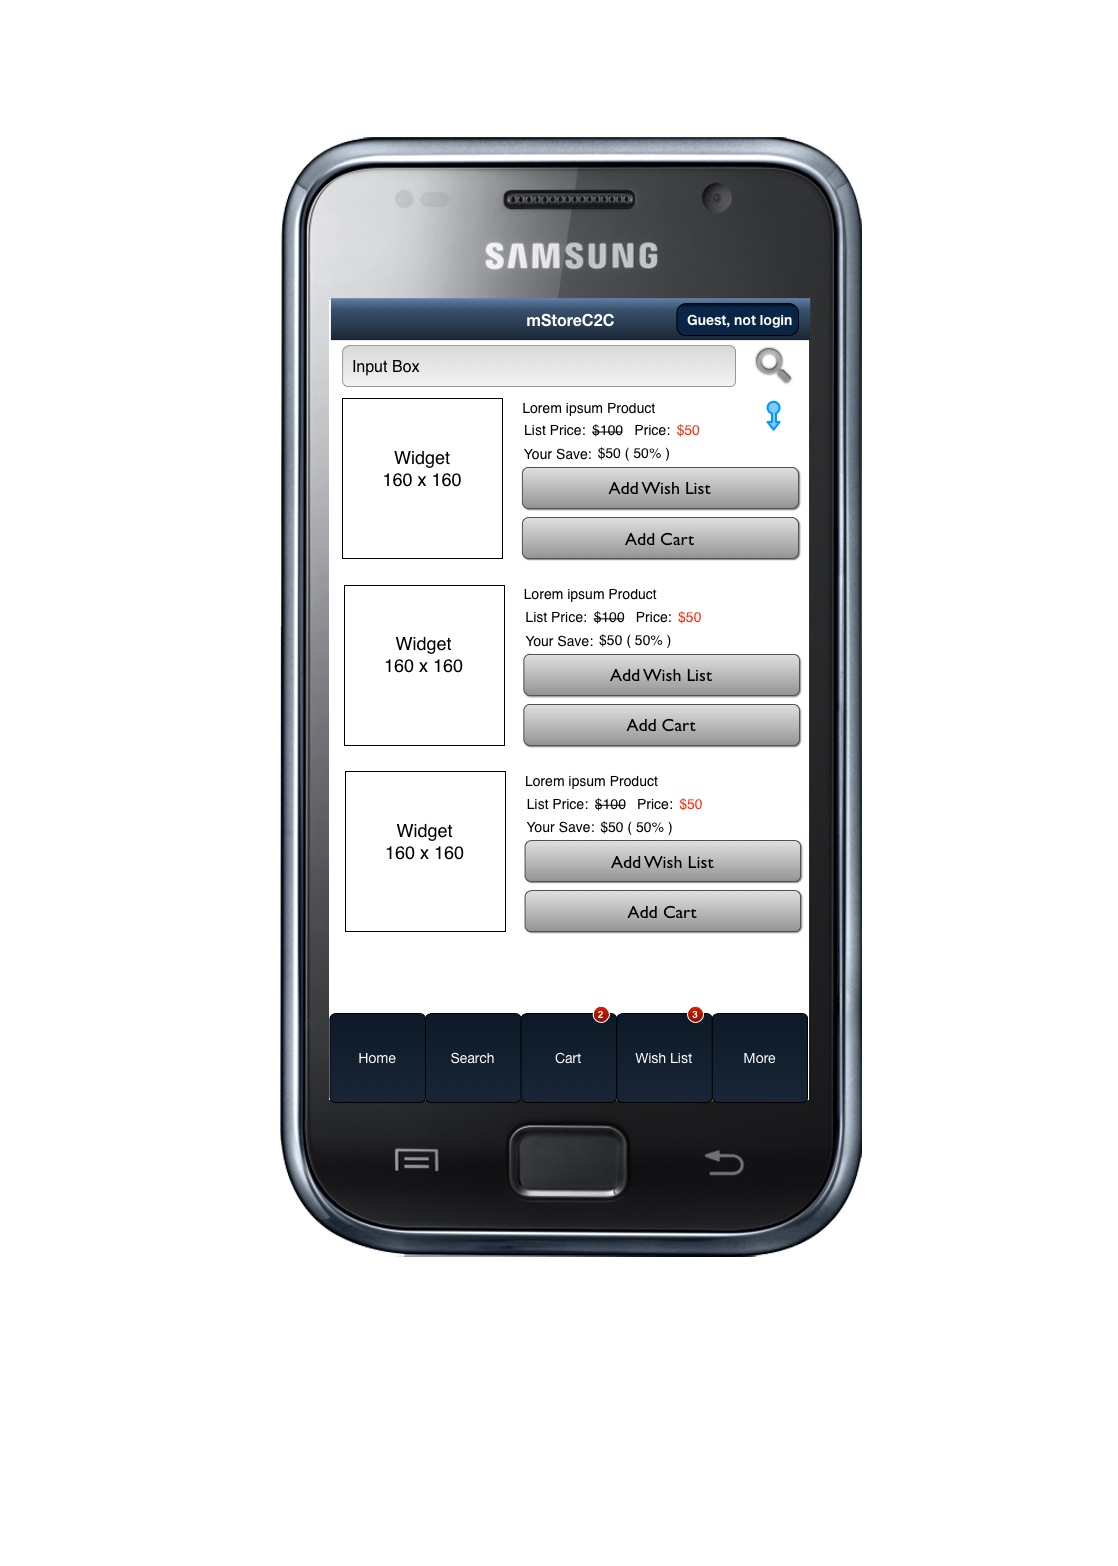 SAMSUNG
mStoreC2C
Guest, not login
Input Box
Widget
160 x 160
Lorem ipsum Product
List Price: $100 Price: $50
Your Save: $50 ( 50% )
Add Wish List
Add Cart
Widget
160 x 160
Lorem ipsum Product
List Price: $100 Price: $50
Your Save: $50 ( 50% )
Add Wish List
Add Cart
Widget
160 x 160
Lorem ipsum Product
List Price: $100 Price: $50
Your Save: $50 ( 50% )
Add Wish List
Add Cart
2
3
Home
Search
Cart
Wish List
More